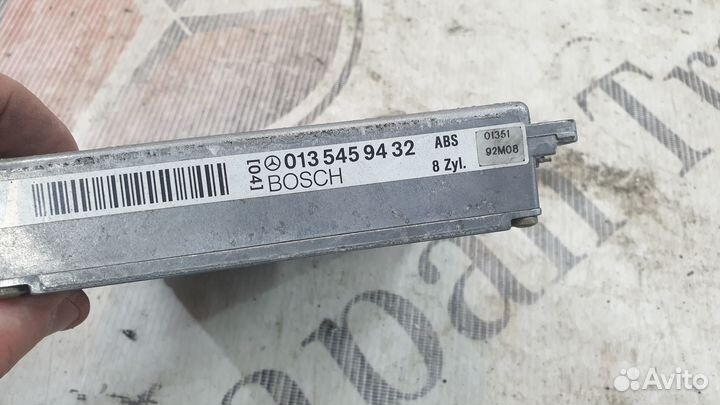 013 545 94 32
ABS
01351
[04]
BOSCH
8 Zyl.
92M08
Avito